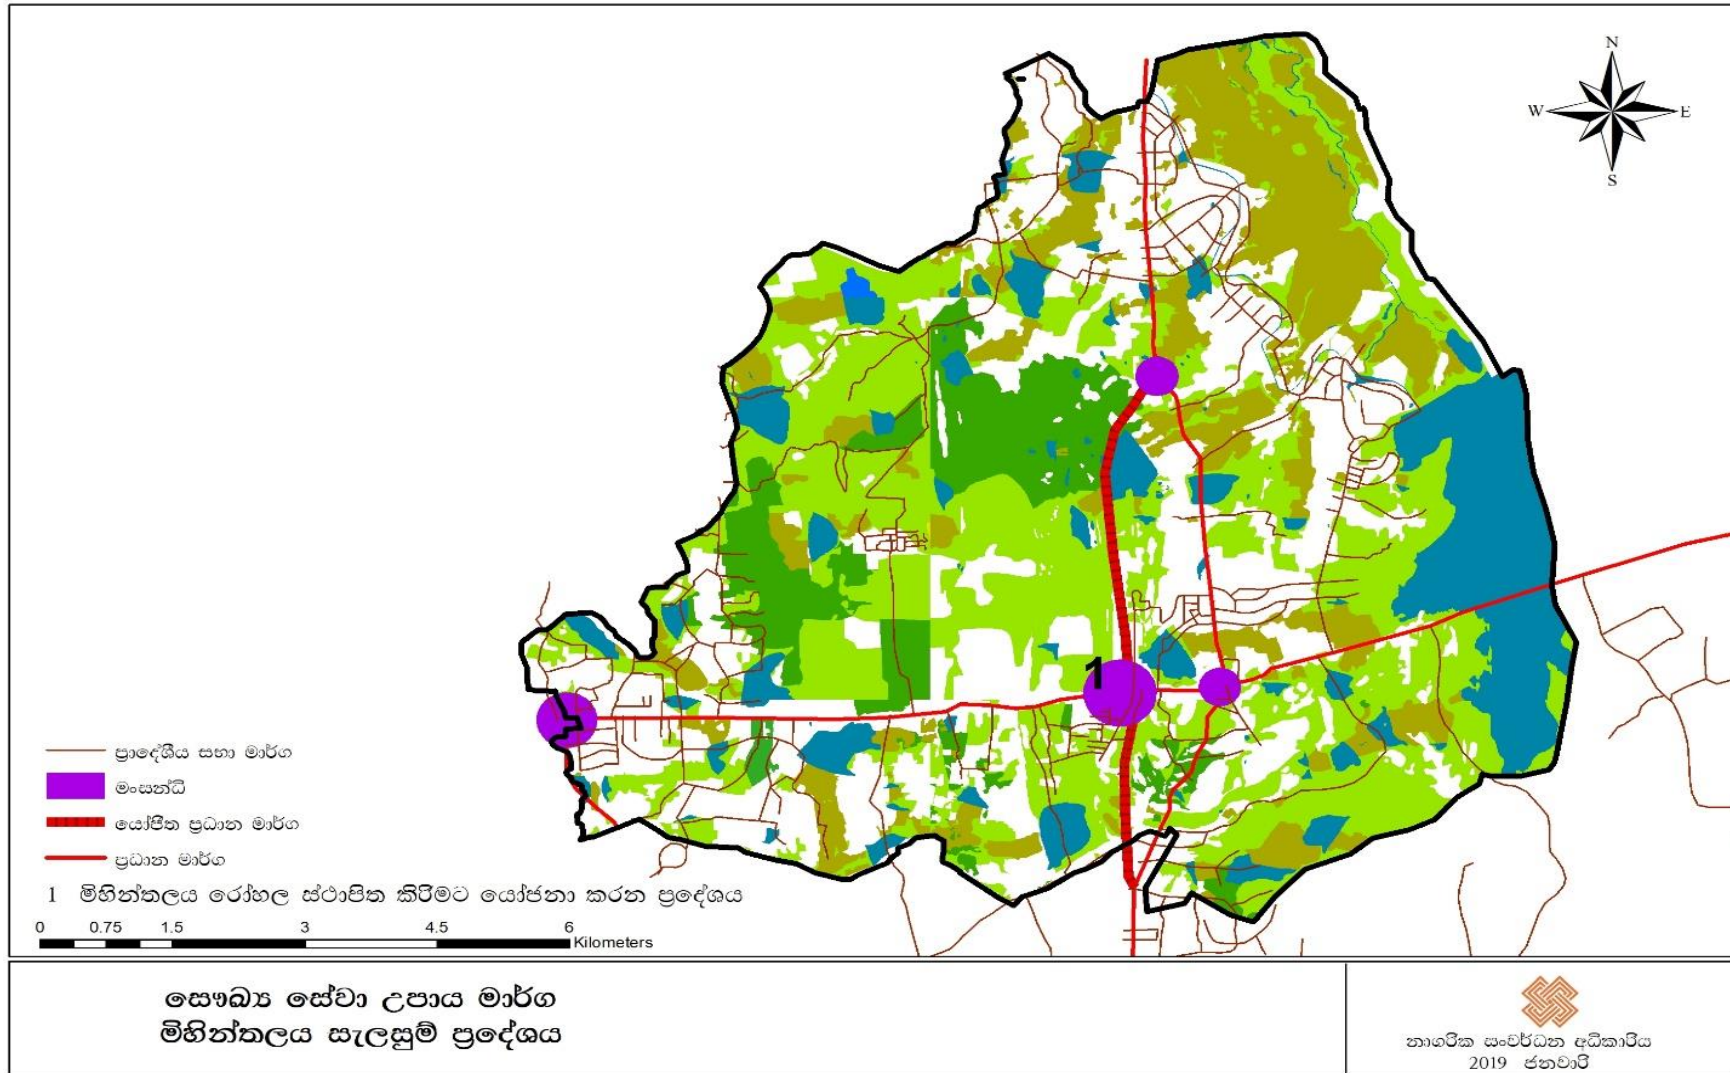 N
W E
S
1
ප්‍රාදේශීය සභා මාර්ග
මංසන්ධි
යෝපීත ප්‍රධාන මාර්ග
ප්‍රධාන මාර්ග
1 මිහින්තලය රෝහල ස්ථාපිත කිරිමට යෝජනා කරන ප්‍රදේශය
0 0.75 1.5 3 4.5 6
Kilometers
සෞඛ්‍ය සේවා උපාය මාර්ග
මිහින්තලය සැලසුම් ප්‍රදේශය
නාගරික සංවර්ධන අධිකාරිය
2019 ජනවාරි